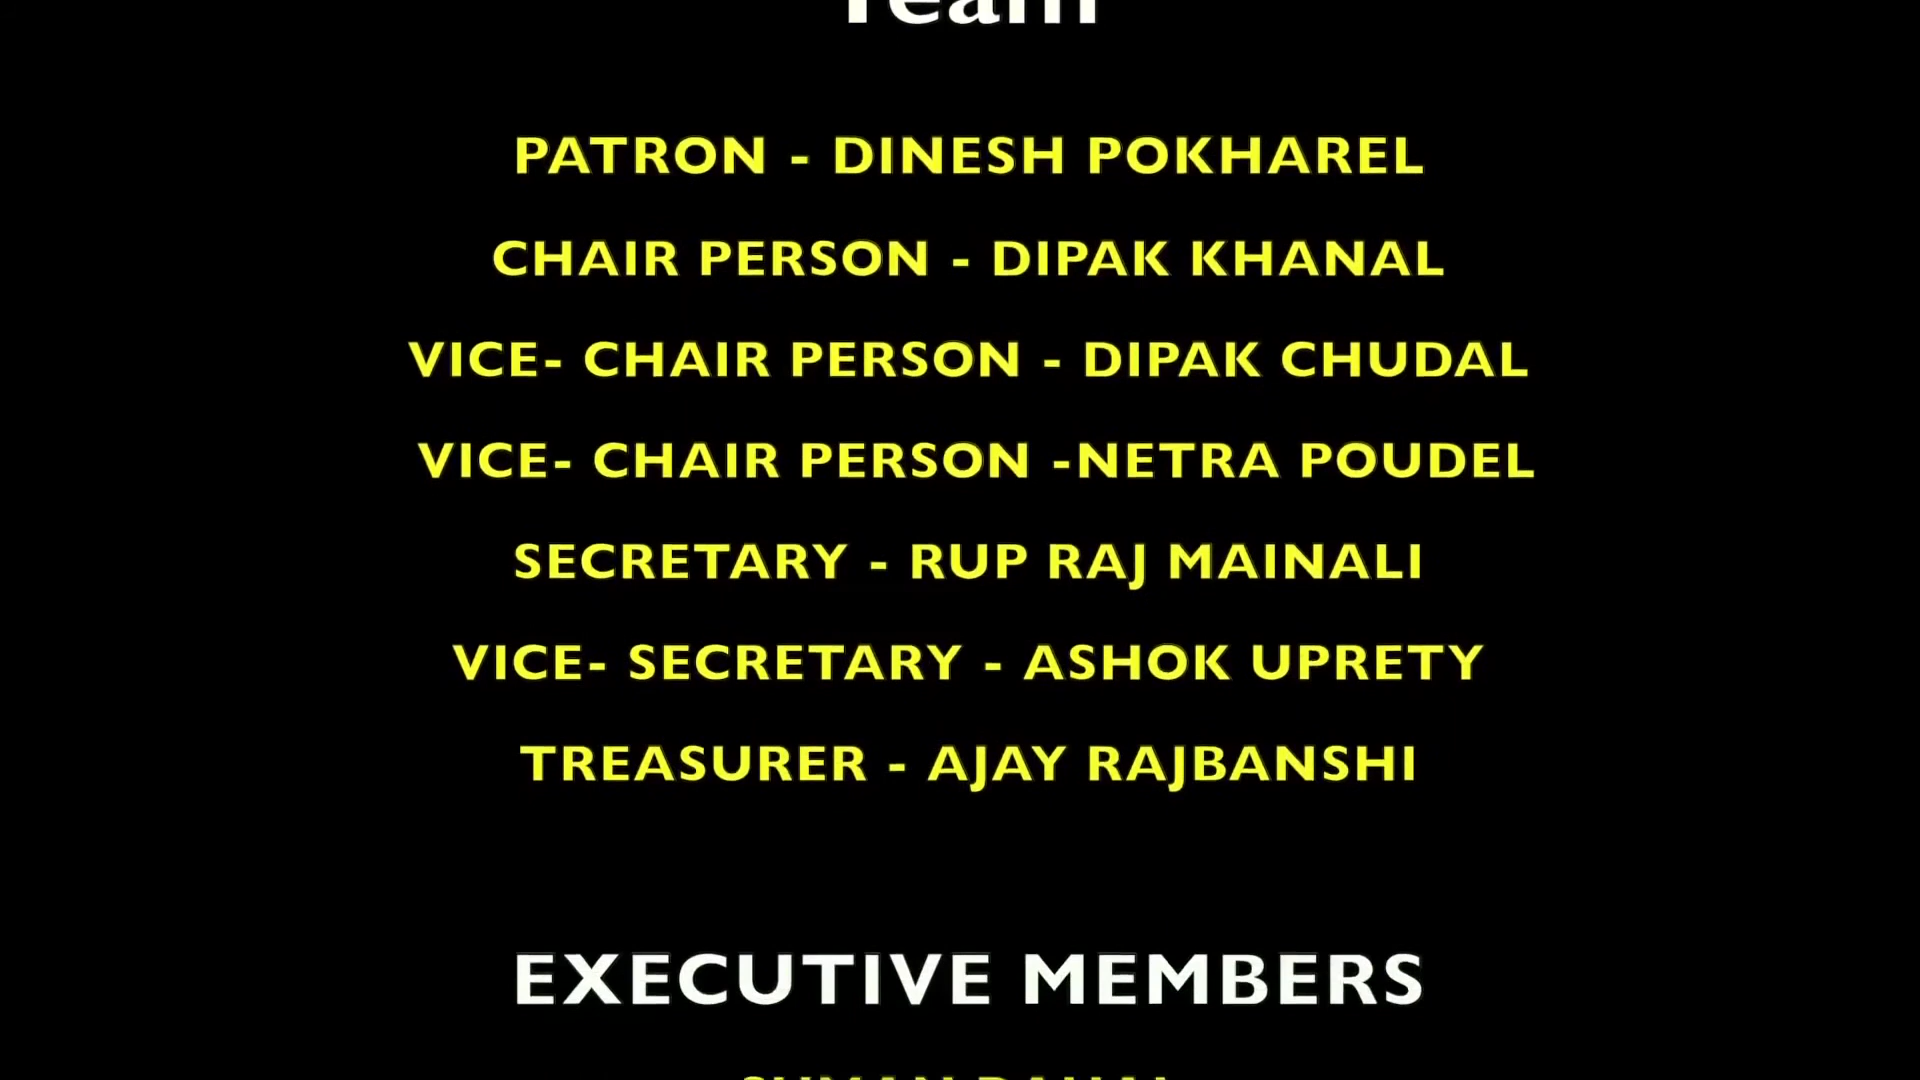 Team
PATRON - DINESH POKHAREL
CHAIR PERSON - DIPAK KHANAL
VICE- CHAIR PERSON - DIPAK CHUDAL
VICE- CHAIR PERSON -NETRA POUDEL
SECRETARY - RUP RAJ MAINALI
VICE- SECRETARY - ASHOK UPRETY
TREASURER - AJAY RAJBANSHI
EXECUTIVE MEMBERS